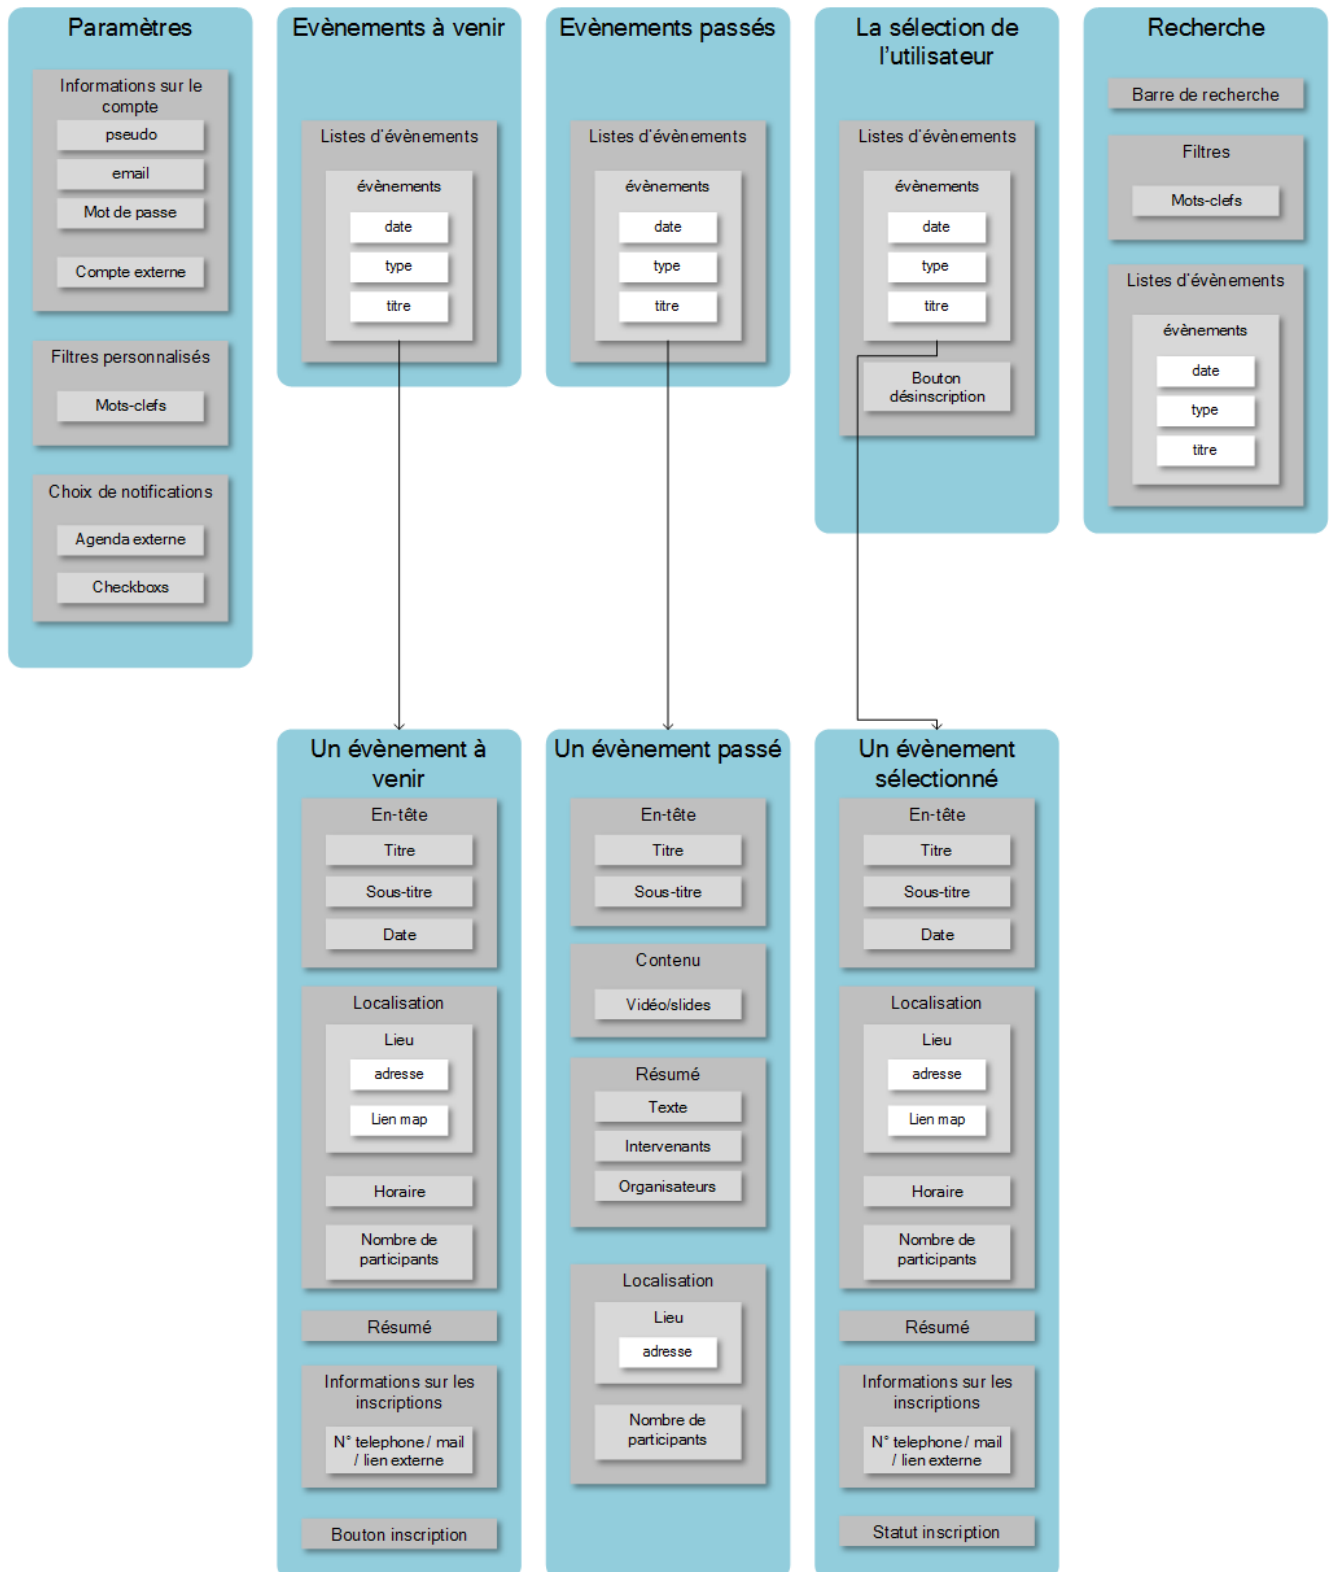 Paramètres
Informations sur le
compte
pseudo
email
Mot de passe
Compte externe
Filtres personnalisés
Mots-clefs
Choix de notifications
Agenda externe
Checkboxs
Evènements à venir
Listes d'évènements
évènements
date
type
titre
Evènements passés
Listes d'évènements
évènements
date
type
titre
La sélection de
l'utilisateur
Listes d'évènements
évènements
date
type
titre
Bouton
désinscription
Recherche
Barre de recherche
Filtres
Mots-clefs
Listes d'évènements
évènements
date
type
titre
Un évènement à
venir
En-tête
Titre
Sous-titre
Date
Localisation
Lieu
adresse
Lien map
Horaire
Nombre de
participants
Résumé
Informations sur les
inscriptions
N° telephone / mail
/ lien externe
Bouton inscription
Un évènement passé
En-tête
Titre
Sous-titre
Contenu
Vidéo/slides
Résumé
Texte
Intervenants
Organisateurs
Localisation
Lieu
adresse
Nombre de
participants
Un évènement
sélectionné
En-tête
Titre
Sous-titre
Date
Localisation
Lieu
adresse
Lien map
Horaire
Nombre de
participants
Résumé
Informations sur les
inscriptions
N° telephone / mail
/ lien externe
Statut inscription